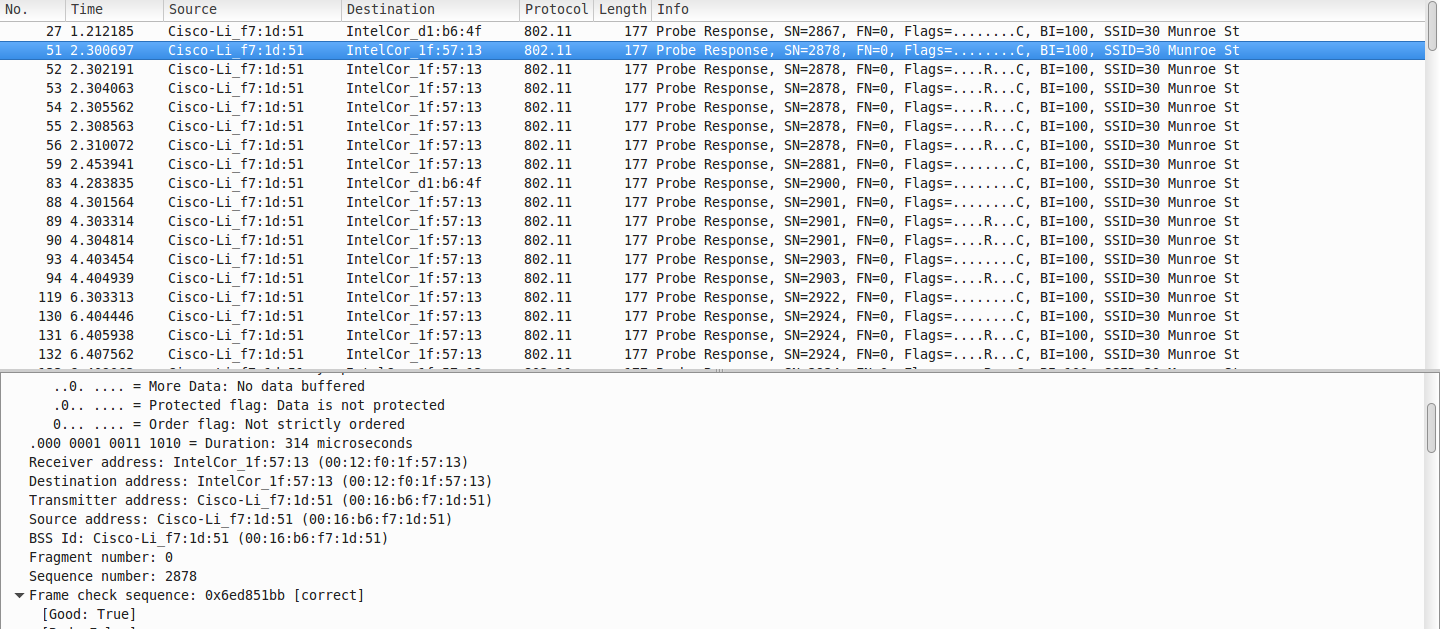 No. Time Source Destination Protocol Length Info
27 1.212185 Cisco-Li_f7:1d:51 IntelCor_d1:b6:4f 802.11 177 Probe Response, SN=2867, FN=0, Flags=........C, BI=100, SSID=30 Munroe St
51 2.300697 Cisco-Li_f7:1d:51 IntelCor_1f:57:13 802.11 177 Probe Response, SN=2878, FN=0, Flags=........C, BI=100, SSID=30 Munroe St
52 2.302191 Cisco-Li_f7:1d:51 IntelCor_1f:57:13 802.11 177 Probe Response, SN=2878, FN=0, Flags=....R...C, BI=100, SSID=30 Munroe St
53 2.304063 Cisco-Li_f7:1d:51 IntelCor_1f:57:13 802.11 177 Probe Response, SN=2878, FN=0, Flags=....R...C, BI=100, SSID=30 Munroe St
54 2.305562 Cisco-Li_f7:1d:51 IntelCor_1f:57:13 802.11 177 Probe Response, SN=2878, FN=0, Flags=....R...C, BI=100, SSID=30 Munroe St
55 2.308563 Cisco-Li_f7:1d:51 IntelCor_1f:57:13 802.11 177 Probe Response, SN=2878, FN=0, Flags=....R...C, BI=100, SSID=30 Munroe St
56 2.310072 Cisco-Li_f7:1d:51 IntelCor_1f:57:13 802.11 177 Probe Response, SN=2878, FN=0, Flags=....R...C, BI=100, SSID=30 Munroe St
59 2.453941 Cisco-Li_f7:1d:51 IntelCor_1f:57:13 802.11 177 Probe Response, SN=2881, FN=0, Flags=........C, BI=100, SSID=30 Munroe St
83 4.283835 Cisco-Li_f7:1d:51 IntelCor_d1:b6:4f 802.11 177 Probe Response, SN=2900, FN=0, Flags=........C, BI=100, SSID=30 Munroe St
88 4.301564 Cisco-Li_f7:1d:51 IntelCor_1f:57:13 802.11 177 Probe Response, SN=2901, FN=0, Flags=........C, BI=100, SSID=30 Munroe St
89 4.303314 Cisco-Li_f7:1d:51 IntelCor_1f:57:13 802.11 177 Probe Response, SN=2901, FN=0, Flags=....R...C, BI=100, SSID=30 Munroe St
90 4.304814 Cisco-Li_f7:1d:51 IntelCor_1f:57:13 802.11 177 Probe Response, SN=2901, FN=0, Flags=....R...C, BI=100, SSID=30 Munroe St
93 4.403454 Cisco-Li_f7:1d:51 IntelCor_1f:57:13 802.11 177 Probe Response, SN=2903, FN=0, Flags=........C, BI=100, SSID=30 Munroe St
94 4.404939 Cisco-Li_f7:1d:51 IntelCor_1f:57:13 802.11 177 Probe Response, SN=2903, FN=0, Flags=....R...C, BI=100, SSID=30 Munroe St
119 6.303313 Cisco-Li_f7:1d:51 IntelCor_1f:57:13 802.11 177 Probe Response, SN=2922, FN=0, Flags=........C, BI=100, SSID=30 Munroe St
130 6.404446 Cisco-Li_f7:1d:51 IntelCor_1f:57:13 802.11 177 Probe Response, SN=2924, FN=0, Flags=........C, BI=100, SSID=30 Munroe St
131 6.405938 Cisco-Li_f7:1d:51 IntelCor_1f:57:13 802.11 177 Probe Response, SN=2924, FN=0, Flags=....R...C, BI=100, SSID=30 Munroe St
132 6.407562 Cisco-Li_f7:1d:51 IntelCor_1f:57:13 802.11 177 Probe Response, SN=2924, FN=0, Flags=....R...C, BI=100, SSID=30 Munroe St
..0. .... = More Data: No data buffered
.0.. .... = Protected flag: Data is not protected
0... .... = Order flag: Not strictly ordered
.000 0001 0011 1010 = Duration: 314 microseconds
Receiver address: IntelCor_1f:57:13 (00:12:f0:1f:57:13)
Destination address: IntelCor_1f:57:13 (00:12:f0:1f:57:13)
Transmitter address: Cisco-Li_f7:1d:51 (00:16:b6:f7:1d:51)
Source address: Cisco-Li_f7:1d:51 (00:16:b6:f7:1d:51)
BSS Id: Cisco-Li_f7:1d:51 (00:16:b6:f7:1d:51)
Fragment number: 0
Sequence number: 2878
Frame check sequence: 0x6ed851bb [correct]
[Good: True]